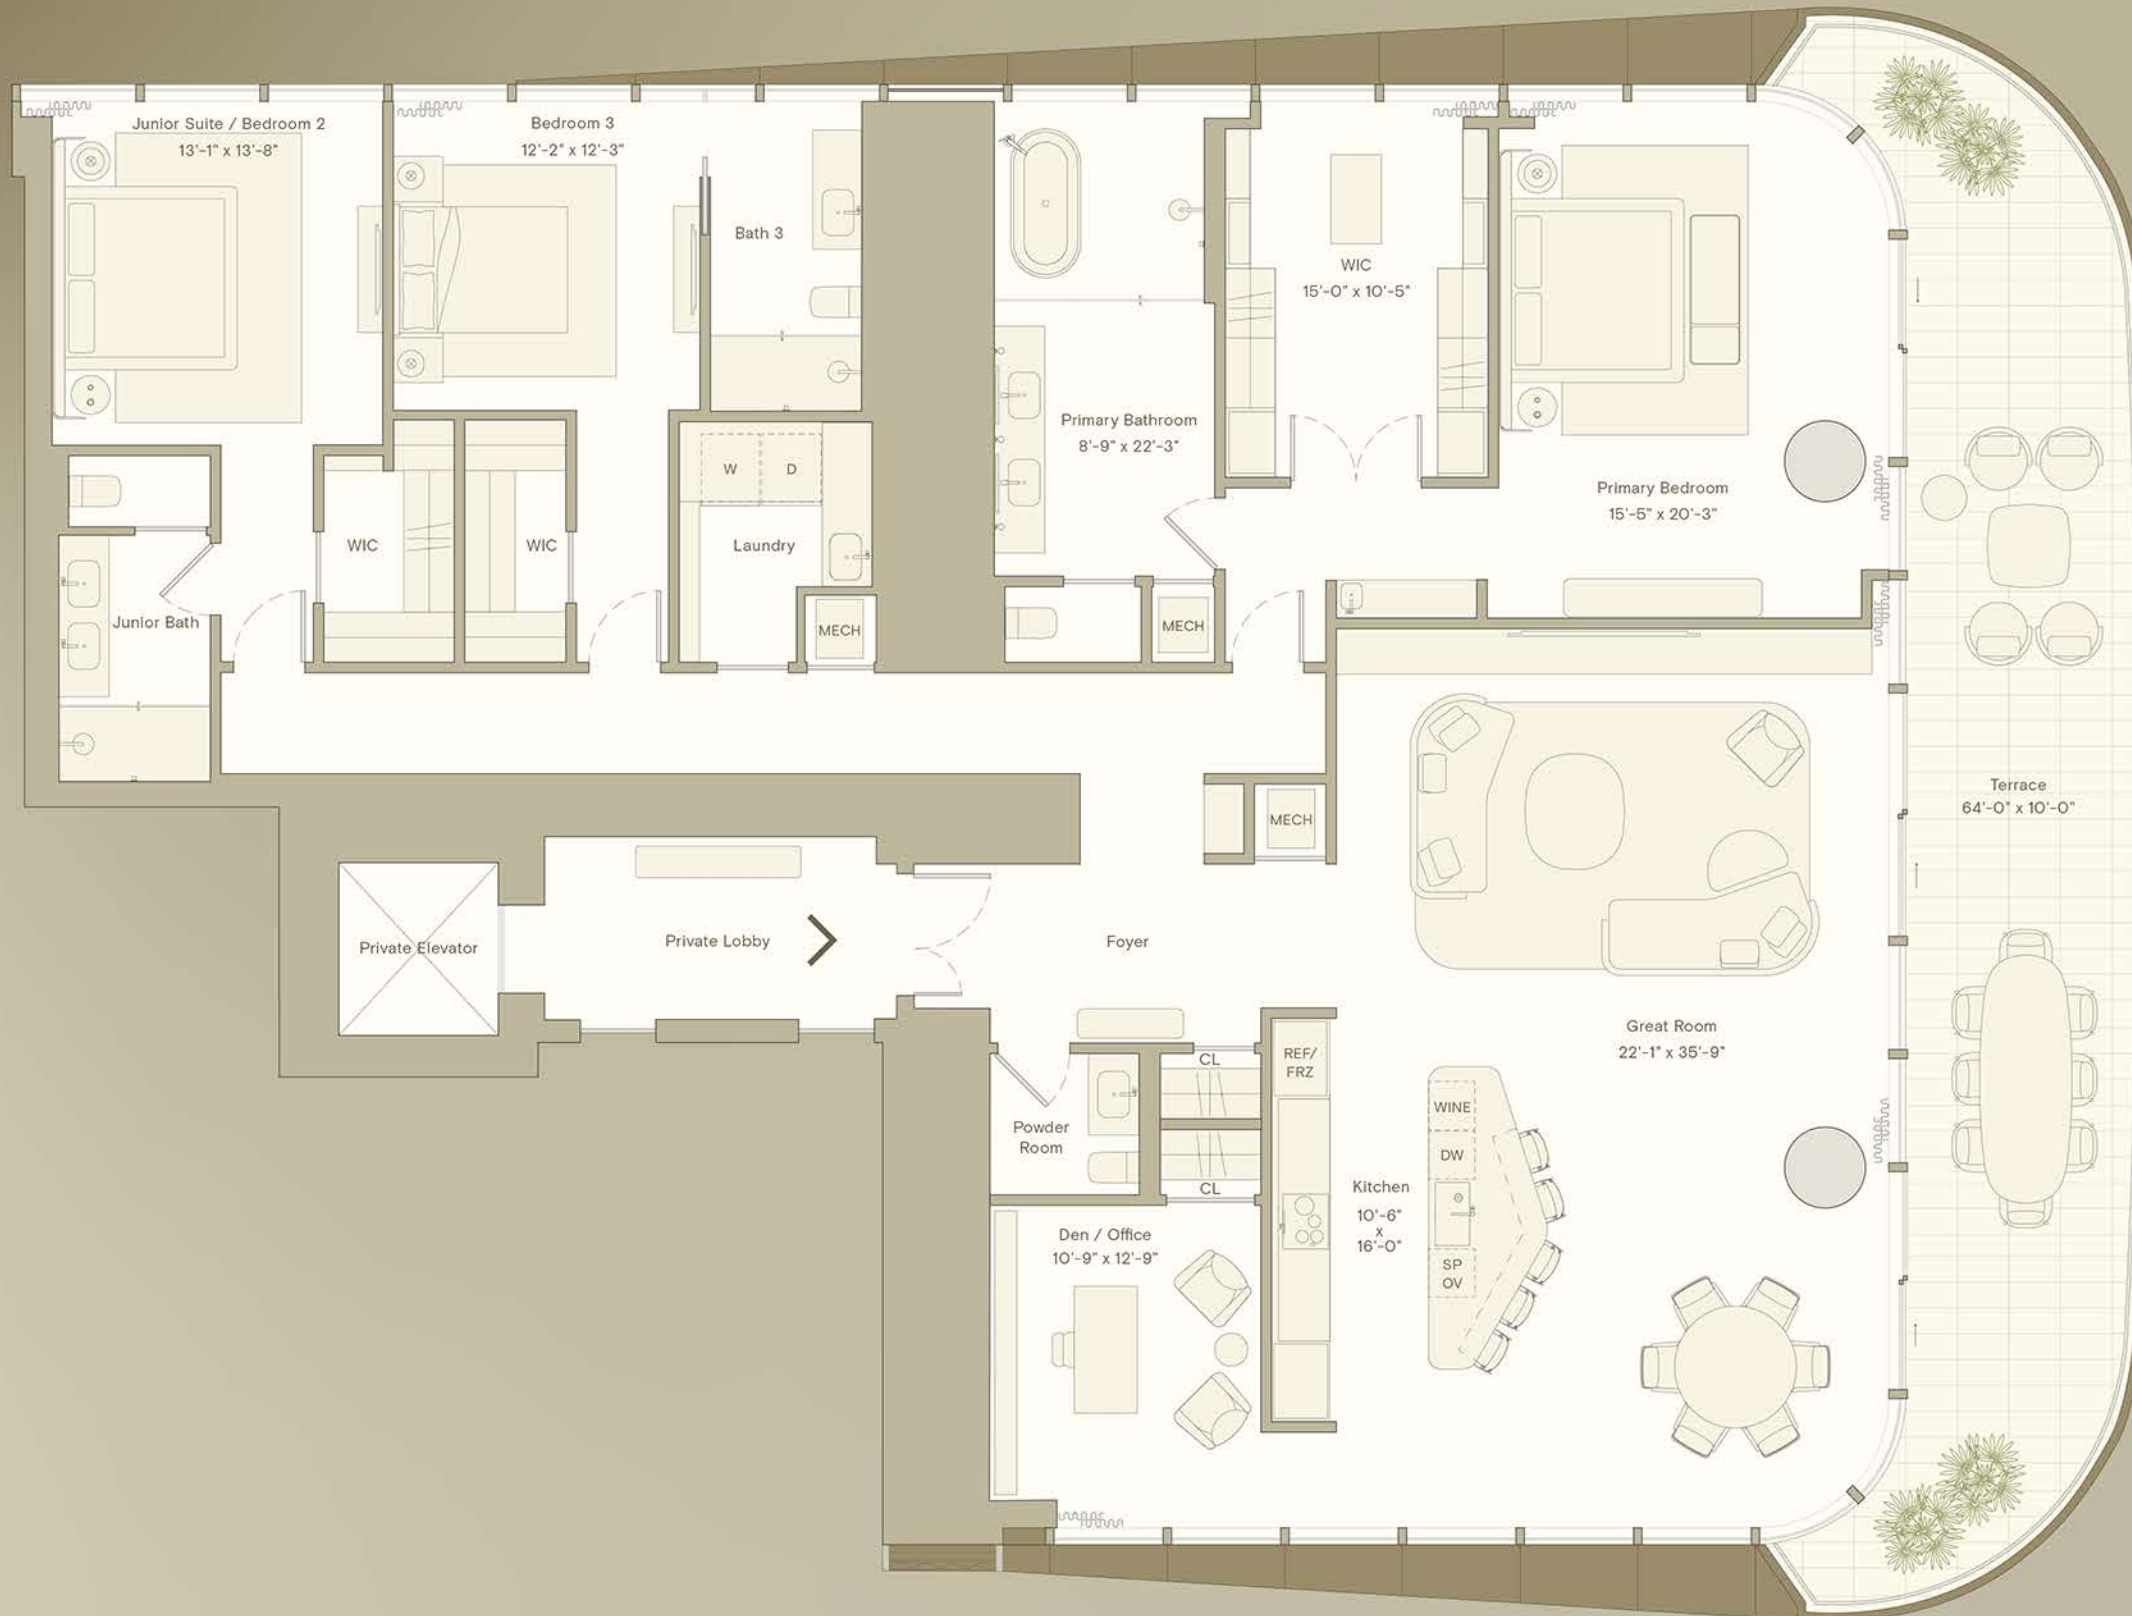 Junior Suite / Bedroom 2
13'-1" x 13'-8"
Bedroom 3
12'-2" x 12'-3"
Bath 3
WIC
15'-0" x 10'-5"
Primary Bathroom
8'-9" x 22'-3"
Primary Bedroom
15'-5" x 20'-3"
W
D
WIC
WIC
Laundry
Junior Bath
MECH
MECH
Terrace
64'-0" x 10'-0"
MECH
Private Elevator
Private Lobby
Foyer
Great Room
22'-1" x 35'-9"
CL
REF/
FRZ
WINE
Powder
Room
DW
CL
Kitchen
10'-6"
x
16'-0"
Den / Office
10'-9" x 12'-9"
SP
OV